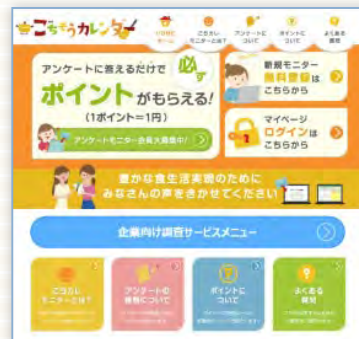 ごちそうカレンダー
ごちカレ
ホーム
ごちカレ
モニターとは?
アンケートに
ついて
ポイントに
ついて
よくある
質問
アンケートに答えるだけで 必ず
ポイントがもらえる!
(1ポイント=1円)
アンケートモニター会員大募集中!
新規モニター
無料登録は
こちらから
マイページ
ログインは
こちらから
豊かな食生活実現のために
みなさんの声をきかせてください
企業向け調査サービスメニュー
ごちカレ
モニターとは?
アンケートの
種類について
ポイントに
ついて
よくある
質問